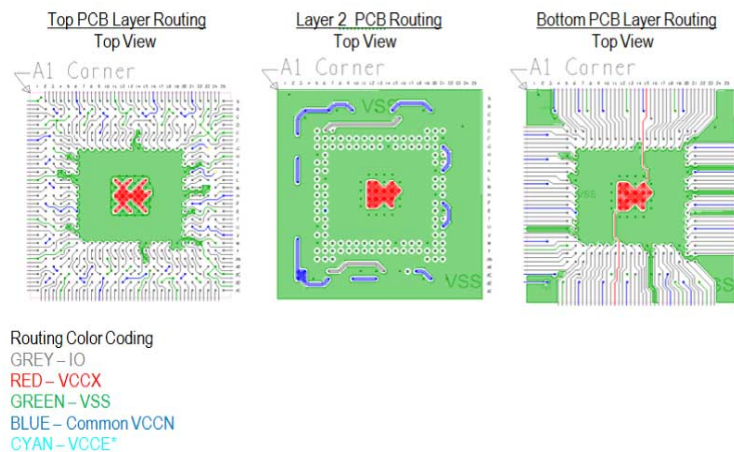 Top PCB Layer Routing
Top View
A1 Corner
Layer 2 PCB Routing
Top View
A1 Corner
VSS
VSS
Bottom PCB Layer Routing
Top View
A1 Corner
VSS
SS
Routing Color Coding
GREY – IO
RED – VCCX
GREEN – VSS
BLUE – Common VCCN
CYAN – VCCE*